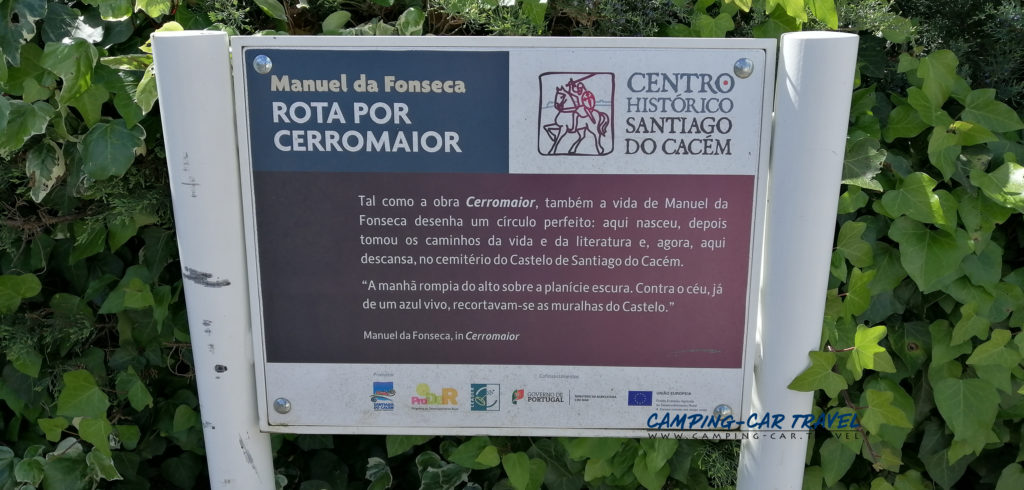 Manuel da Fonseca
ROTA POR
CERROMAIOR
CENTRO
HISTÓRICO
SANTIAGO
DO CACÉM
Tal como a obra Cerromaior, também a vida de Manuel da
Fonseca desenha um círculo perfeito: aqui nasceu, depois
tomou os caminhos da vida e da literatura e, agora, aqui
descansa, no cemitério do Castelo de Santiago do Cacém.
“A manhã rompia do alto sobre a planície escura. Contra o céu, já
de um azul vivo, recortavam-se as muralhas do Castelo.”
Manuel da Fonseca, in Cerromaior
ProDeR
GOVERNO DE
PORTUGAL
UNIÃO EUROPEIA
CAMPING-CAR TRAVEL
WWW.CAMPING-CAR.TRAVEL